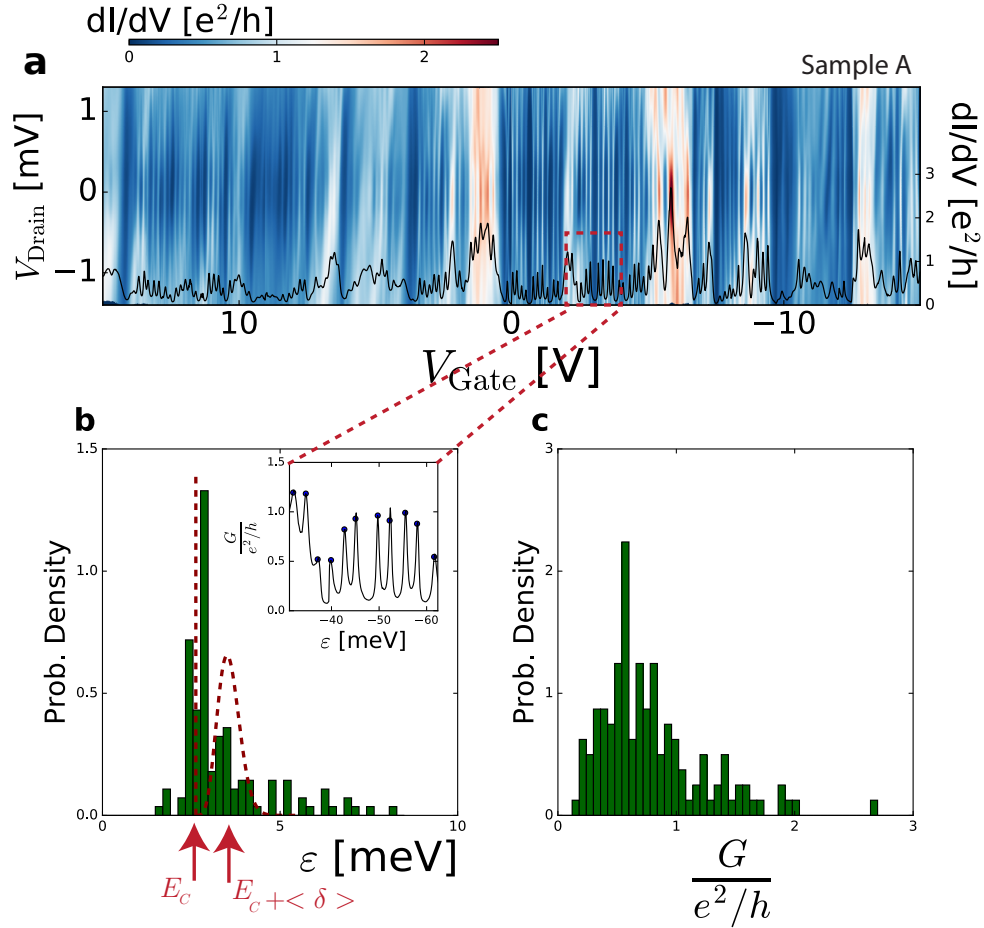 dI/dV [e²/h]
0 1 2
a
Sample A
V_Drain [mV]
1
0
−1
dI/dV [e²/h]
3
2
1
0
10 0 −10
V_Gate [V]
b
Prob. Density
1.5
1.0
0.5
0.0
0 5 10
ε [meV]
E_C
E_C + < δ >
G
e²/h
1.5
1.0
0.5
0.0
−40 −50 −60
ε [meV]
c
Prob. Density
3
2
1
0
0 1 2 3
G
e²/h